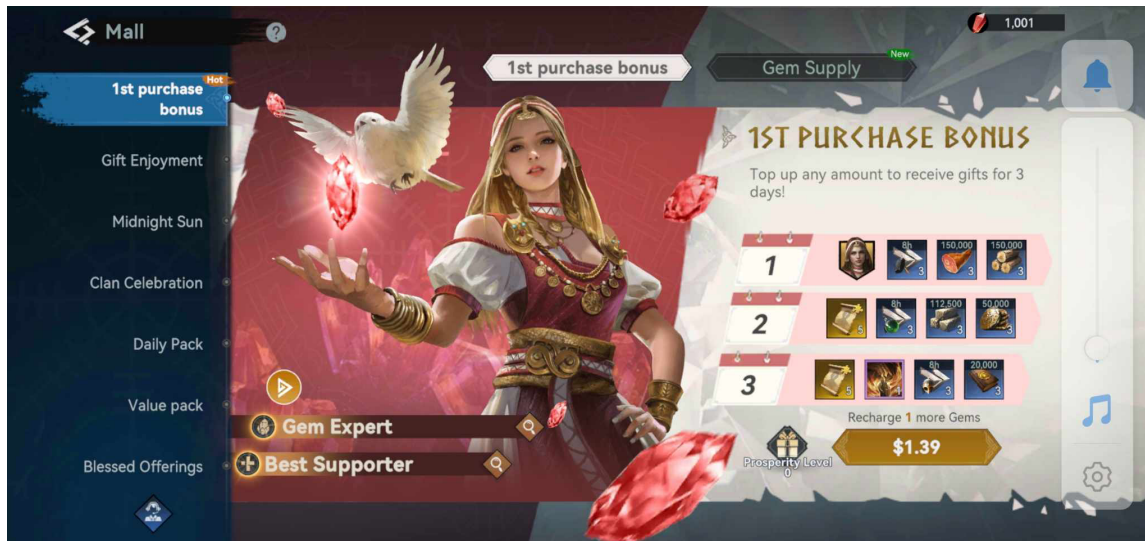 Mall
?
1,001
1st purchase bonus
New
Gem Supply
Hot
1st purchase
bonus
Gift Enjoyment
Midnight Sun
Clan Celebration
Daily Pack
Value pack
Blessed Offerings
1ST PURCHASE BONUS
Top up any amount to receive gifts for 3
days!
1
8h 150,000 150,000
3 3 3
2
8h 112,500 50,000
5 3 3 3
3
8h 20,000
5 1 3 3
Gem Expert
Best Supporter
Recharge 1 more Gems
$1.39
Prosperity Level
0